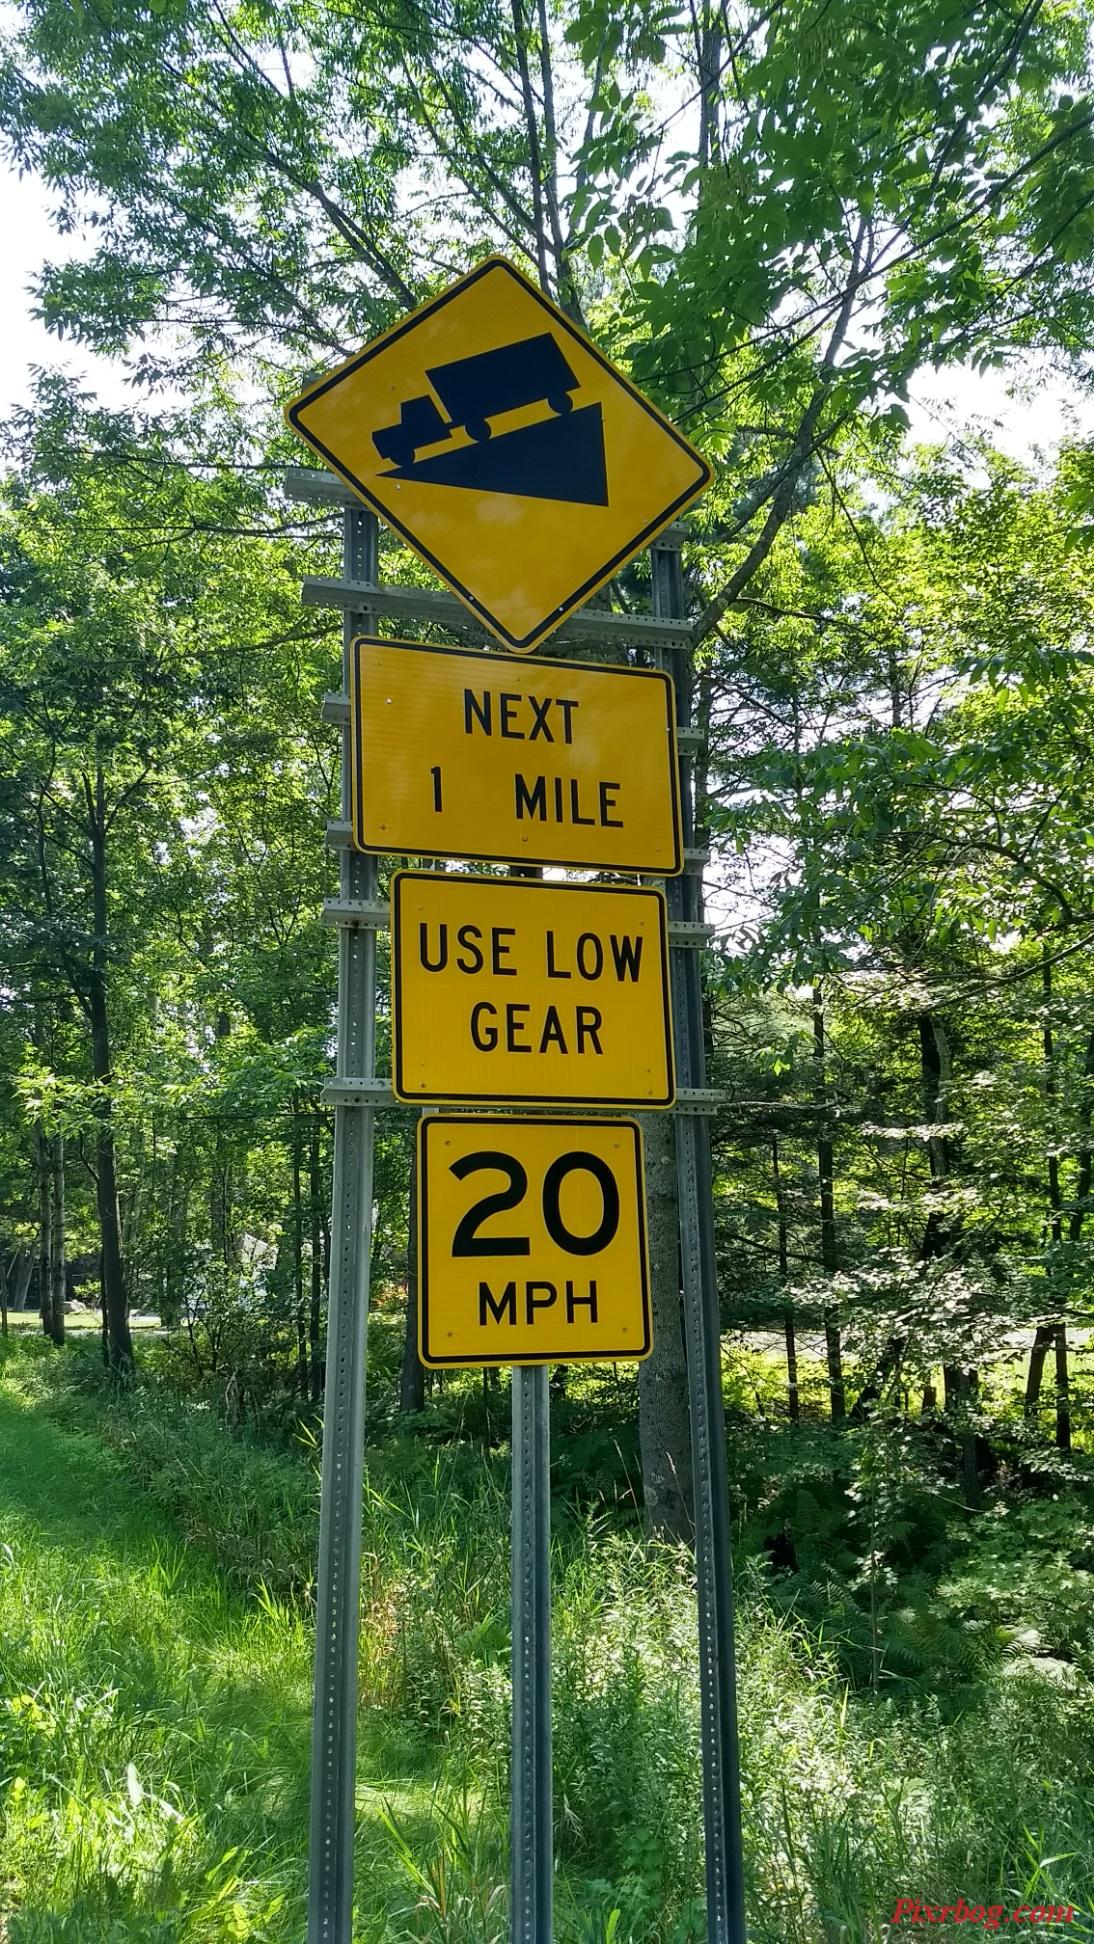 NEXT
1 MILE
USE LOW
GEAR
20
MPH
Pixrbog.com